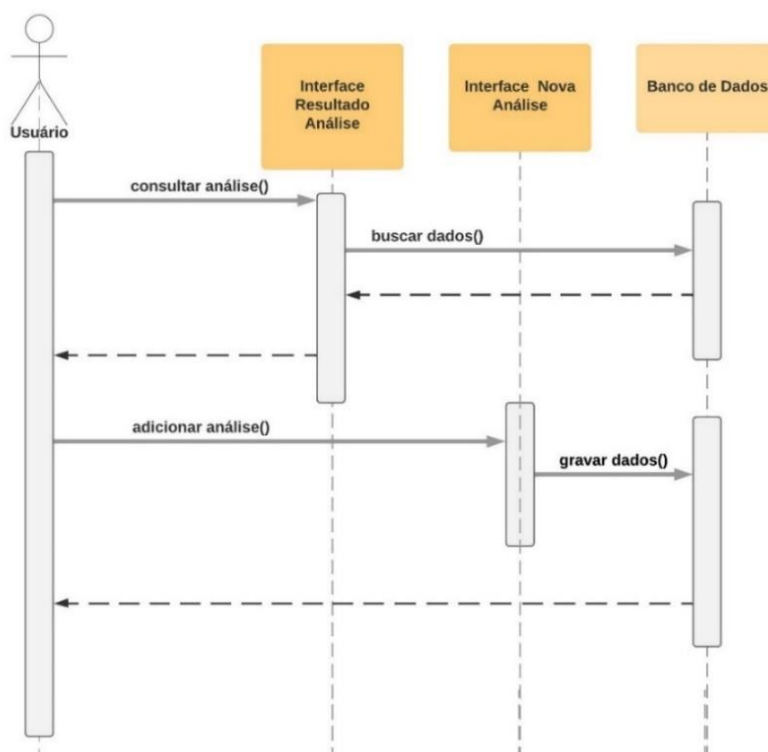 Interface
Resultado
Análise
Interface Nova
Análise
Banco de Dados
Usuário
consultar análise()
buscar dados()
adicionar análise()
gravar dados()